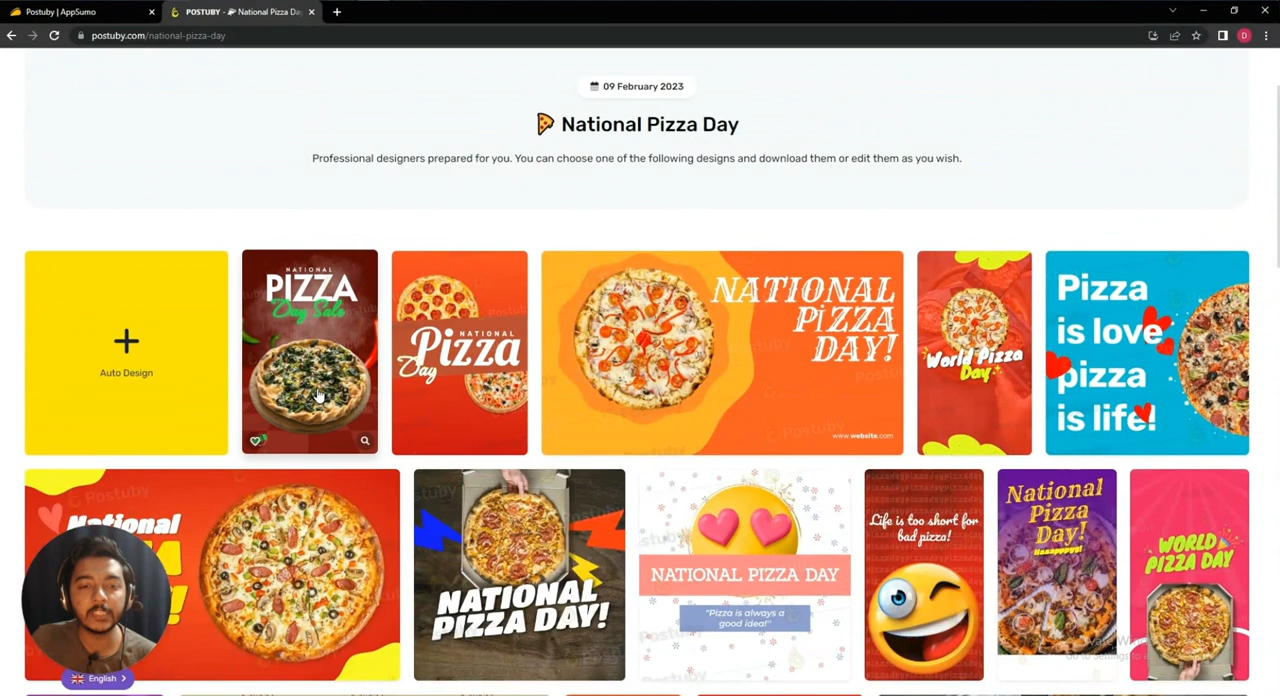 Postuby | AppSumo
POSTUBY - 🍕 National Pizza Da
postuby.com/national-pizza-day
09 February 2023
National Pizza Day
Professional designers prepared for you. You can choose one of the following designs and download them or edit them as you wish.
Auto Design
NATIONAL
PIZZA
Day Sale
NATIONAL
Pizza
Day
NATIONAL
PIZZA
DAY!
www.website.com
World Pizza
Day
Pizza
is love
pizza
is life!
Postuby
National
NATIONAL
PIZZA DAY!
NATIONAL PIZZA DAY
"Pizza is always a
good idea!"
Life is too short for
bad pizza!
National
Pizza
Day!
Haappppyy!
WORLD
PIZZA DAY
English